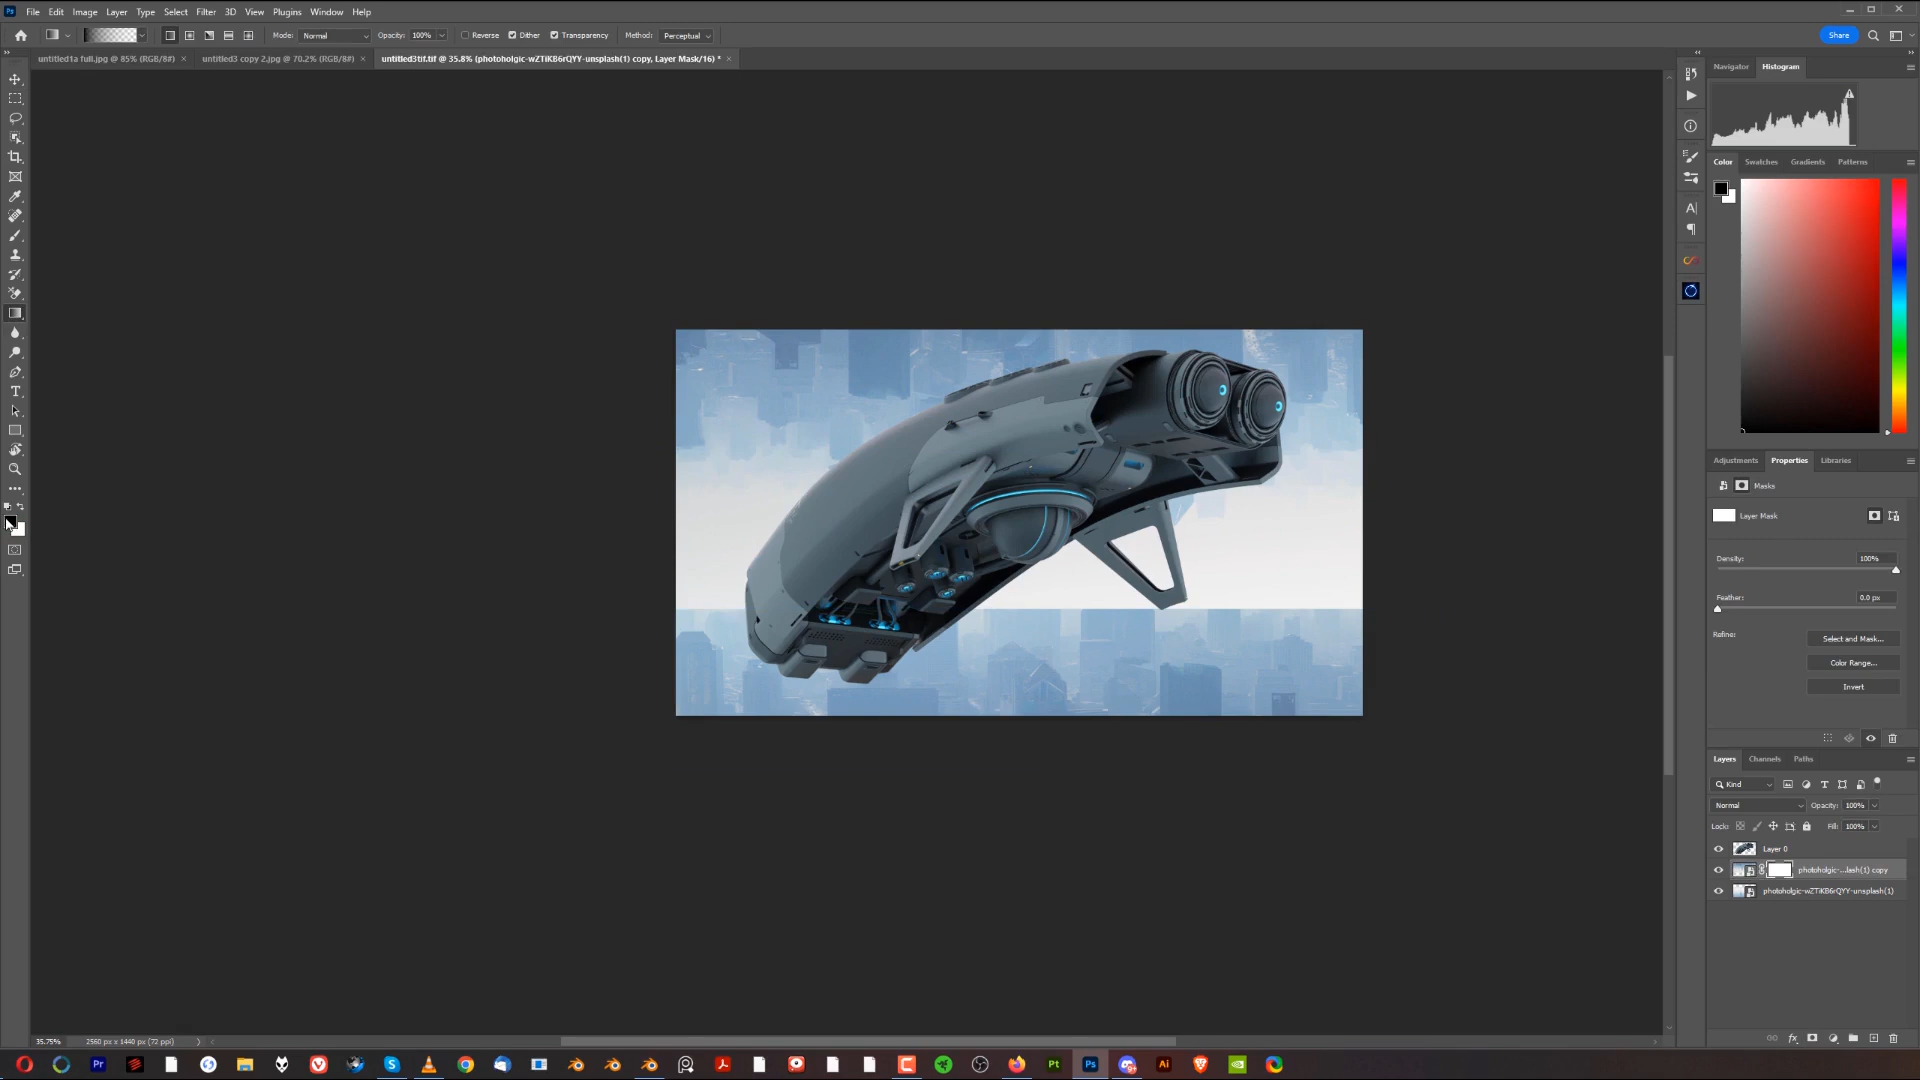 File Edit Image Layer Type Select Filter 3D View Plugins Window Help
Mode: Normal Opacity: 100% Reverse Dither Transparency Method: Perceptual Share
untitled1a full.jpg @ 85% (RGB/8#) × untitled3 copy 2.jpg @ 70.2% (RGB/8#) × untitled3tif.tif @ 35.8% (photoholgic-wZTiKB6rQYY-unsplash(1) copy, Layer Mask/16) * ×
Navigator Histogram
Color Swatches Gradients Patterns
Adjustments Properties Libraries
Masks
Layer Mask
Density: 100%
Feather: 0.0 px
Refine: Select and Mask...
Color Range...
Invert
Layers Channels Paths
Kind
Normal Opacity: 100%
Lock: Fill: 100%
Layer 0
photoholgic-...lash(1) copy
photoholgic-wZTiKB6rQYY-unsplash(1)
35.75% 2560 px x 1440 px (72 ppi)